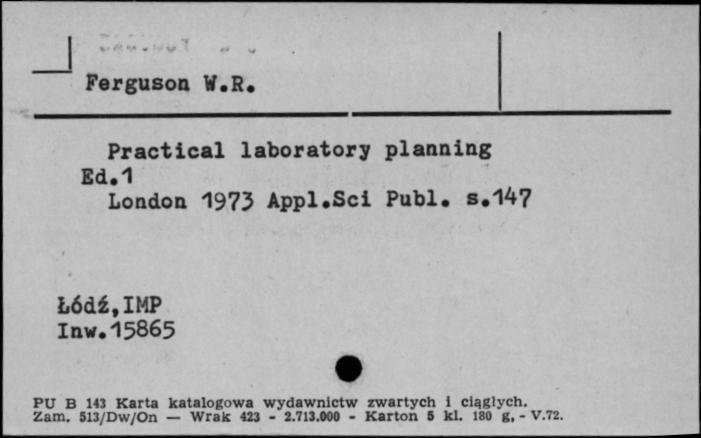 Ferguson W.R.
Practical laboratory planning
Ed.1
London 1973 Appl.Sci Publ. s.147
Łódź,IMP
Inw.15865
PU B 143 Karta katalogowa wydawnictw zwartych i ciągłych.
Zam. 513/Dw/On — Wrak 423 - 2.713.000 - Karton 5 kl. 180 g, - V.72.